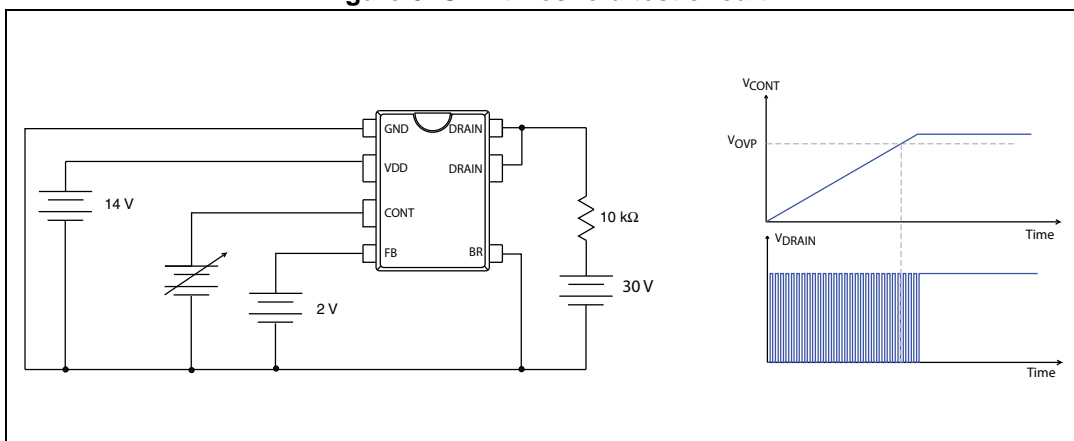 GND
DRAIN
VDD
DRAIN
CONT
FB
BR
14 V
2 V
10 kΩ
30 V
VCONT
VOVP
Time
VDRAIN
Time